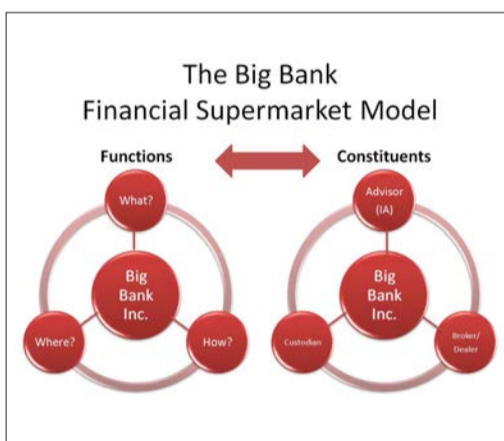 The Big Bank
Financial Supermarket Model
Functions
Constituents
What?
Big
Bank
Inc.
Where?
How?
Advisor
(IA)
Big
Bank
Inc.
Custodian
Broker/
Dealer